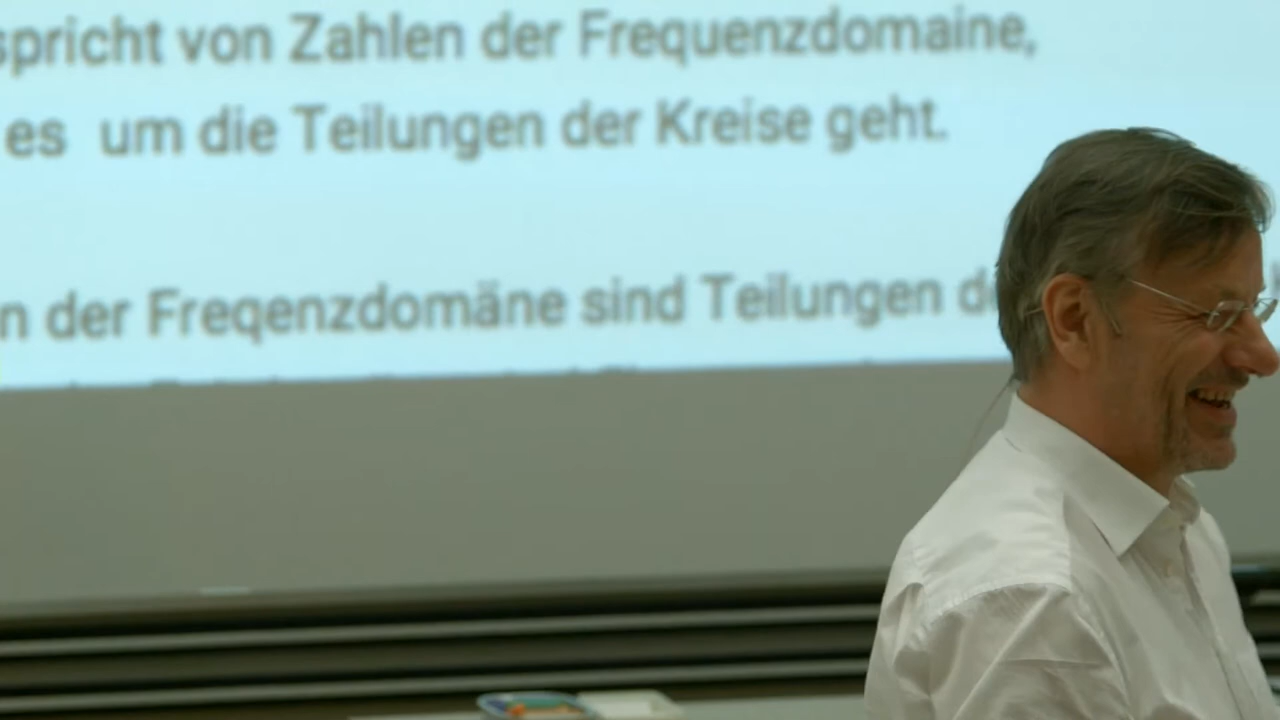 spricht von Zahlen der Frequenzdomaine,
es um die Teilungen der Kreise geht.
n der Freqenzdomäne sind Teilungen